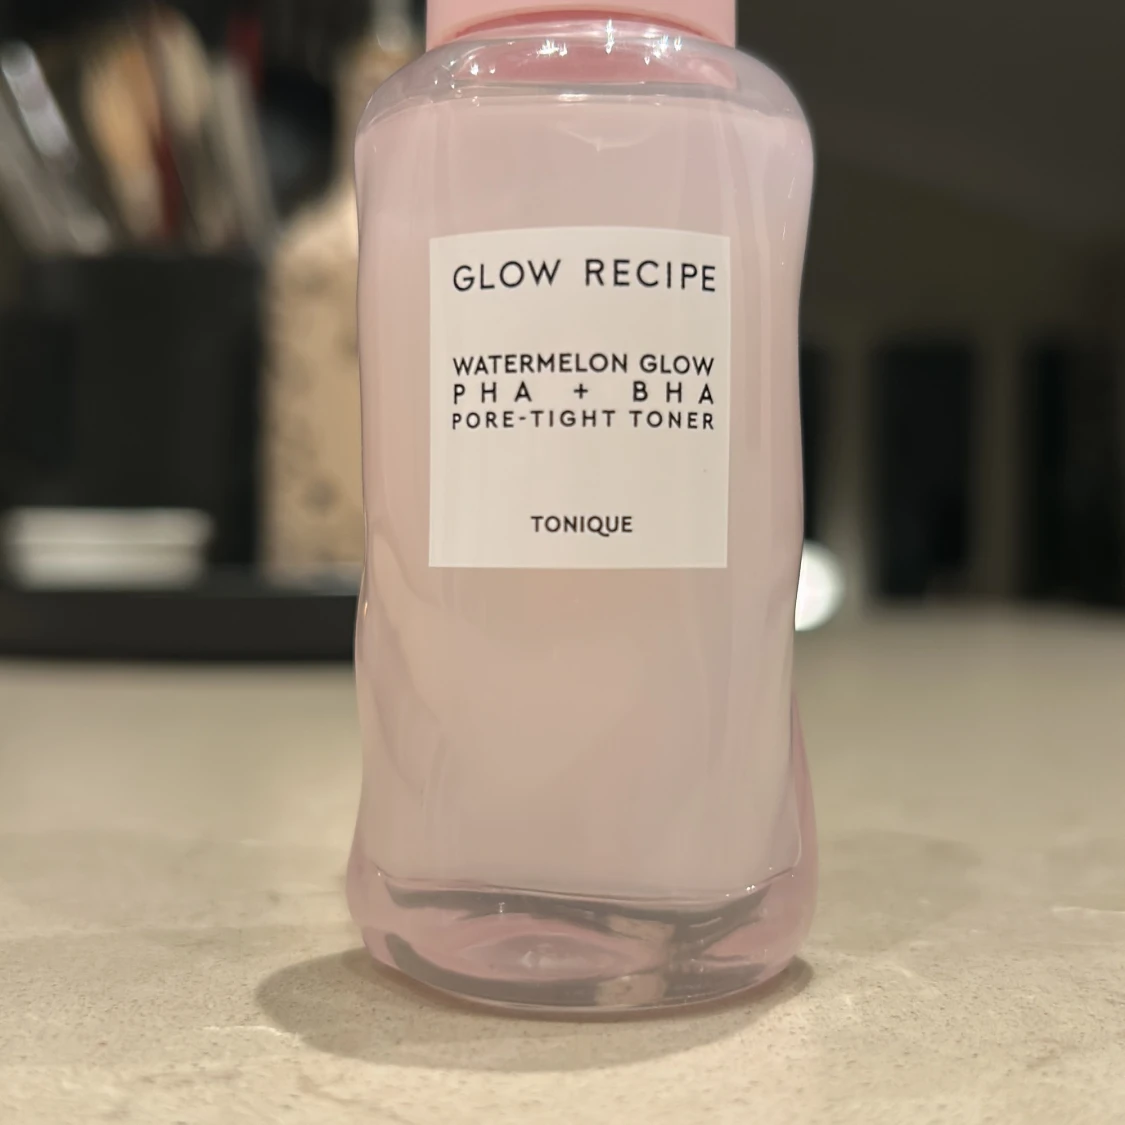 GLOW RECIPE
WATERMELON GLOW
PHA + BHA
PORE-TIGHT TONER
TONIQUE